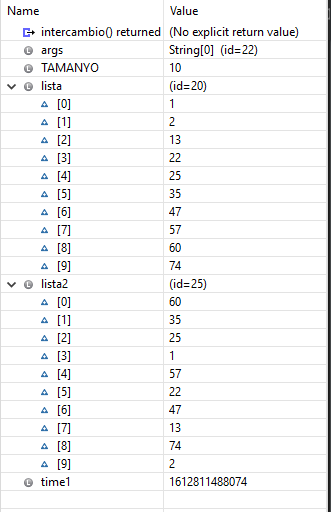 Name Value
intercambio() returned (No explicit return value)
args String[0] (id=22)
TAMANYO 10
lista (id=20)
[0] 1
[1] 2
[2] 13
[3] 22
[4] 25
[5] 35
[6] 47
[7] 57
[8] 60
[9] 74
lista2 (id=25)
[0] 60
[1] 35
[2] 25
[3] 1
[4] 57
[5] 22
[6] 47
[7] 13
[8] 74
[9] 2
time1 1612811488074